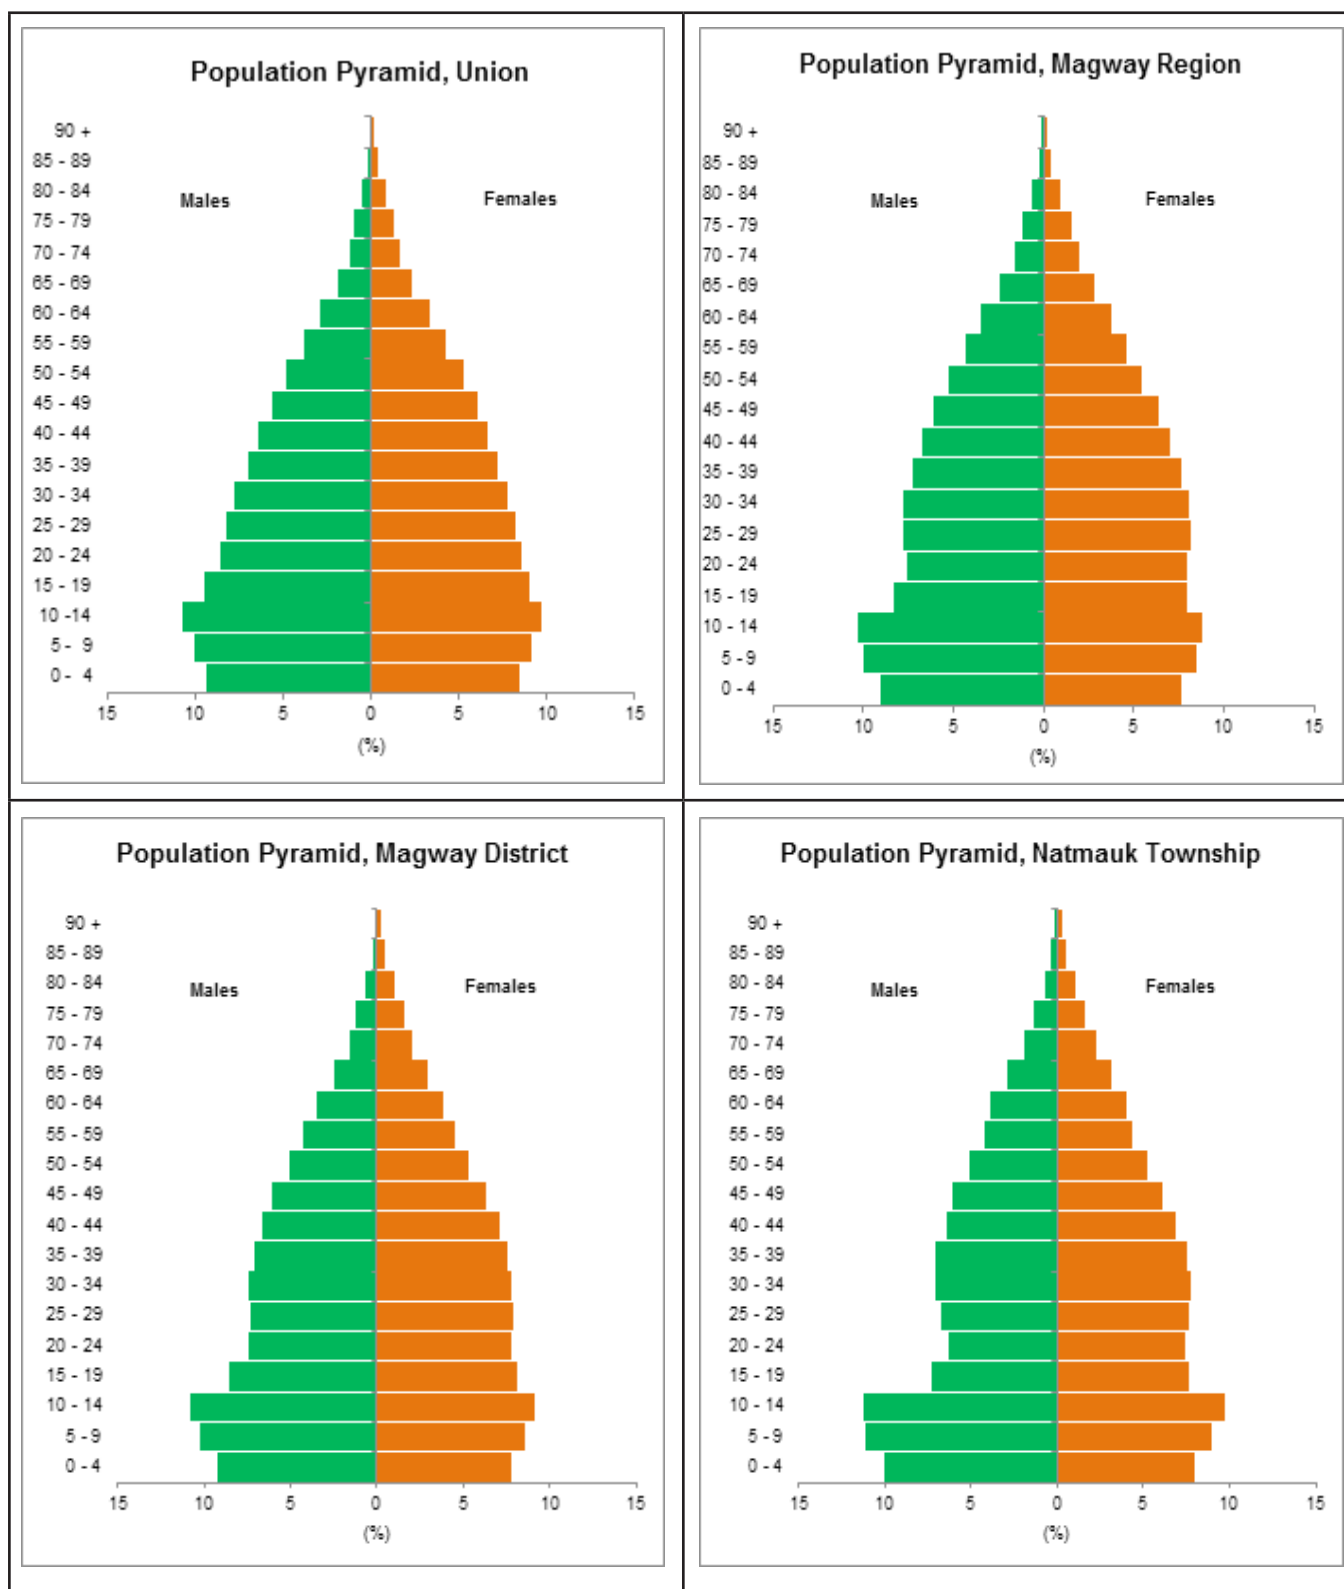 Population Pyramid, Union
90 +
85 - 89
80 - 84
75 - 79
70 - 74
65 - 69
60 - 64
55 - 59
50 - 54
45 - 49
40 - 44
35 - 39
30 - 34
25 - 29
20 - 24
15 - 19
10 -14
5 - 9
0 - 4
Males
Females
15 10 5 0 5 10 15
(%)
Population Pyramid, Magway Region
90 +
85 - 89
80 - 84
75 - 79
70 - 74
65 - 69
60 - 64
55 - 59
50 - 54
45 - 49
40 - 44
35 - 39
30 - 34
25 - 29
20 - 24
15 - 19
10 - 14
5 - 9
0 - 4
Males
Females
15 10 5 0 5 10 15
(%)
Population Pyramid, Magway District
90 +
85 - 89
80 - 84
75 - 79
70 - 74
65 - 69
60 - 64
55 - 59
50 - 54
45 - 49
40 - 44
35 - 39
30 - 34
25 - 29
20 - 24
15 - 19
10 - 14
5 - 9
0 - 4
Males
Females
15 10 5 0 5 10 15
(%)
Population Pyramid, Natmauk Township
90 +
85 - 89
80 - 84
75 - 79
70 - 74
65 - 69
60 - 64
55 - 59
50 - 54
45 - 49
40 - 44
35 - 39
30 - 34
25 - 29
20 - 24
15 - 19
10 - 14
5 - 9
0 - 4
Males
Females
15 10 5 0 5 10 15
(%)